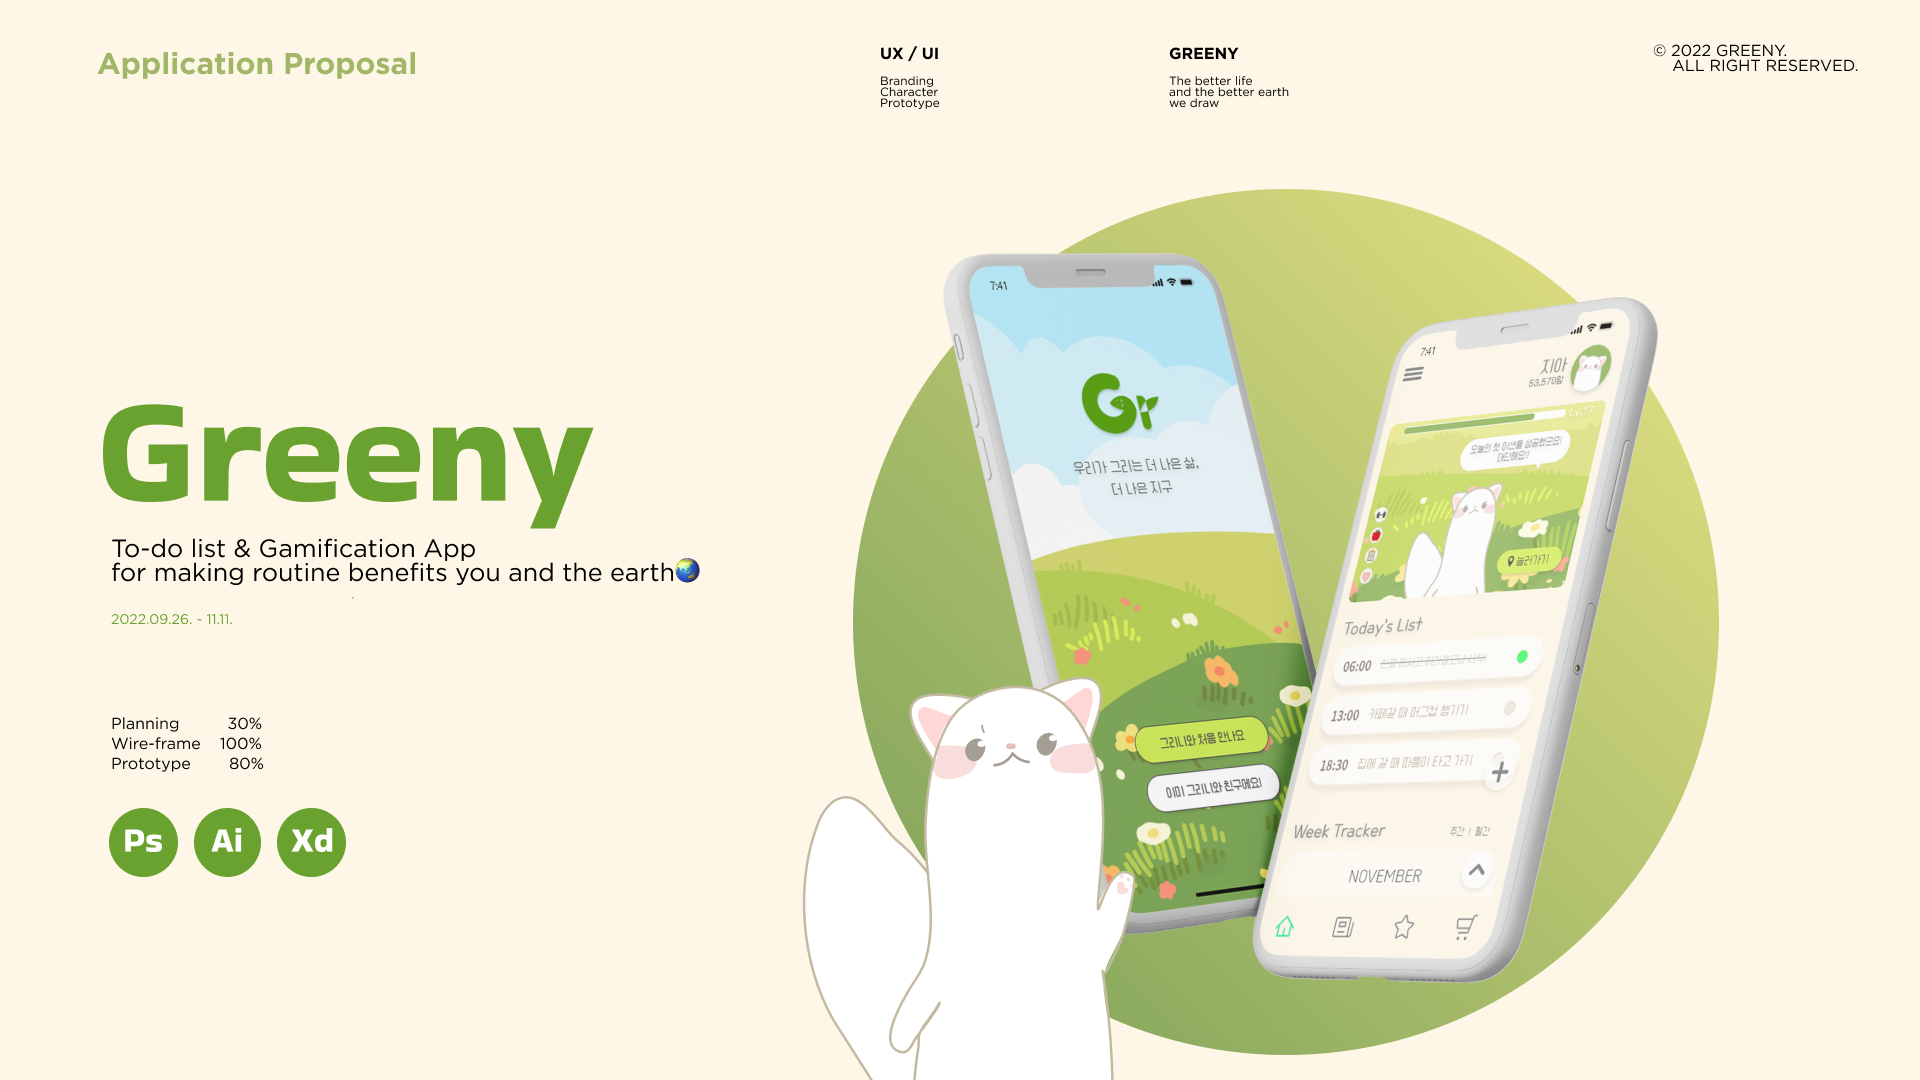 Application Proposal
UX / UI
Branding
Character
Prototype
GREENY
The better life
and the better earth
we draw
© 2022 GREENY.
ALL RIGHT RESERVED.
Greeny
To-do list & Gamification App
for making routine benefits you and the earth🌏
2022.09.26. - 11.11.
Planning 30%
Wire-frame 100%
Prototype 80%
Ps Ai Xd
7:41
Gr
우리가 그리는 더 나은 삶,
더 나은 지구
그리니와 처음 만나요
이미 그리니와 친구에요!
7:41
지아
53,570잎
Lv.17
오늘의 첫 미션을 성공했군요!
대단해요!!
놀러가기
Today's List
06:00
13:00 카페갈 때 머그컵 챙기기
18:30 집에 갈 때 따릉이 타고 가기
Week Tracker
주간 | 월간
NOVEMBER